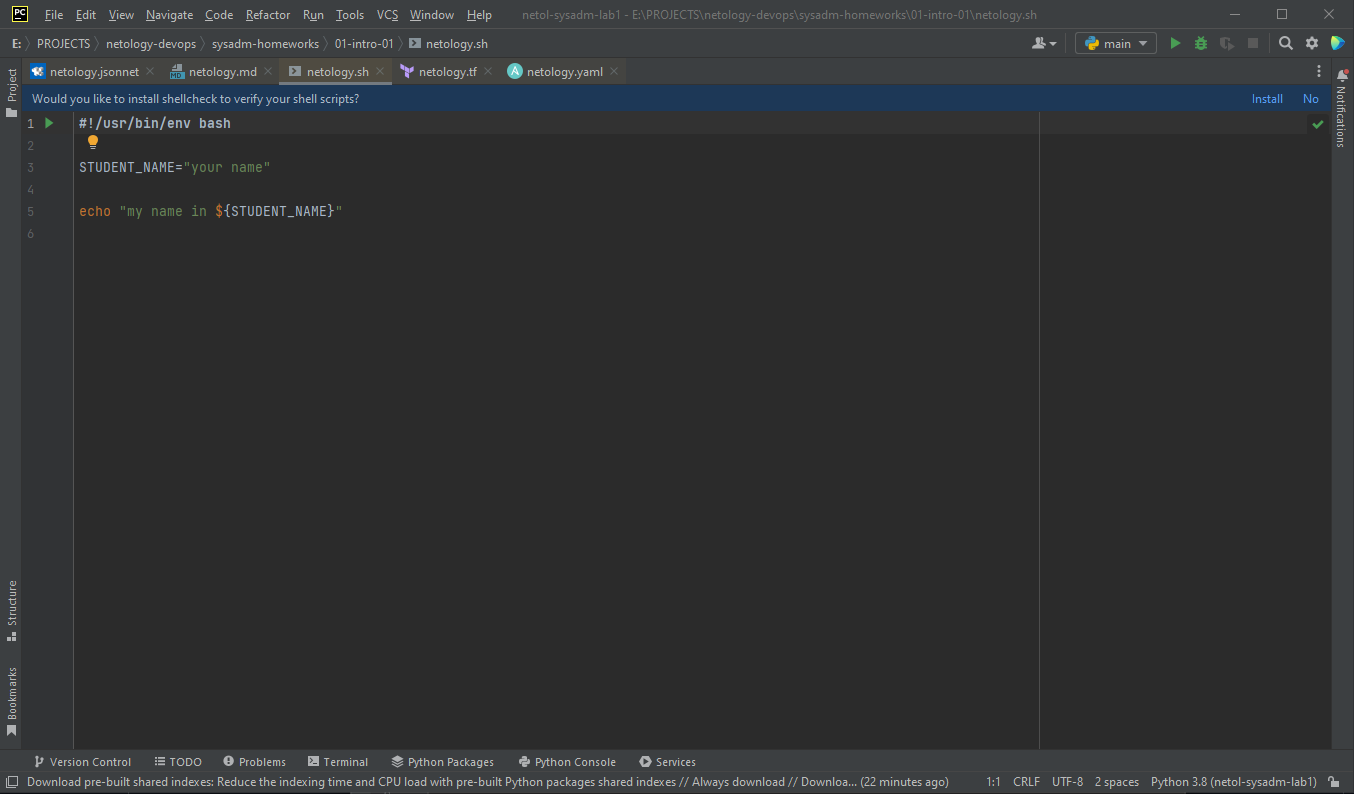 PC File Edit View Navigate Code Refactor Run Tools VCS Window Help netol-sysadm-lab1 - E:\PROJECTS\netology-devops\sysadm-homeworks\01-intro-01\netology.sh
E: PROJECTS netology-devops sysadm-homeworks 01-intro-01 netology.sh main
netology.jsonnet MD netology.md netology.sh netology.tf A netology.yaml
Project
Would you like to install shellcheck to verify your shell scripts? Install No
Notifications
1 #!/usr/bin/env bash
2
3 STUDENT_NAME="your name"
4
5 echo "my name in ${STUDENT_NAME}"
6
Structure
Bookmarks
Version Control TODO Problems Terminal Python Packages Python Console Services
Download pre-built shared indexes: Reduce the indexing time and CPU load with pre-built Python packages shared indexes // Always download // Downloa... (22 minutes ago) 1:1 CRLF UTF-8 2 spaces Python 3.8 (netol-sysadm-lab1)